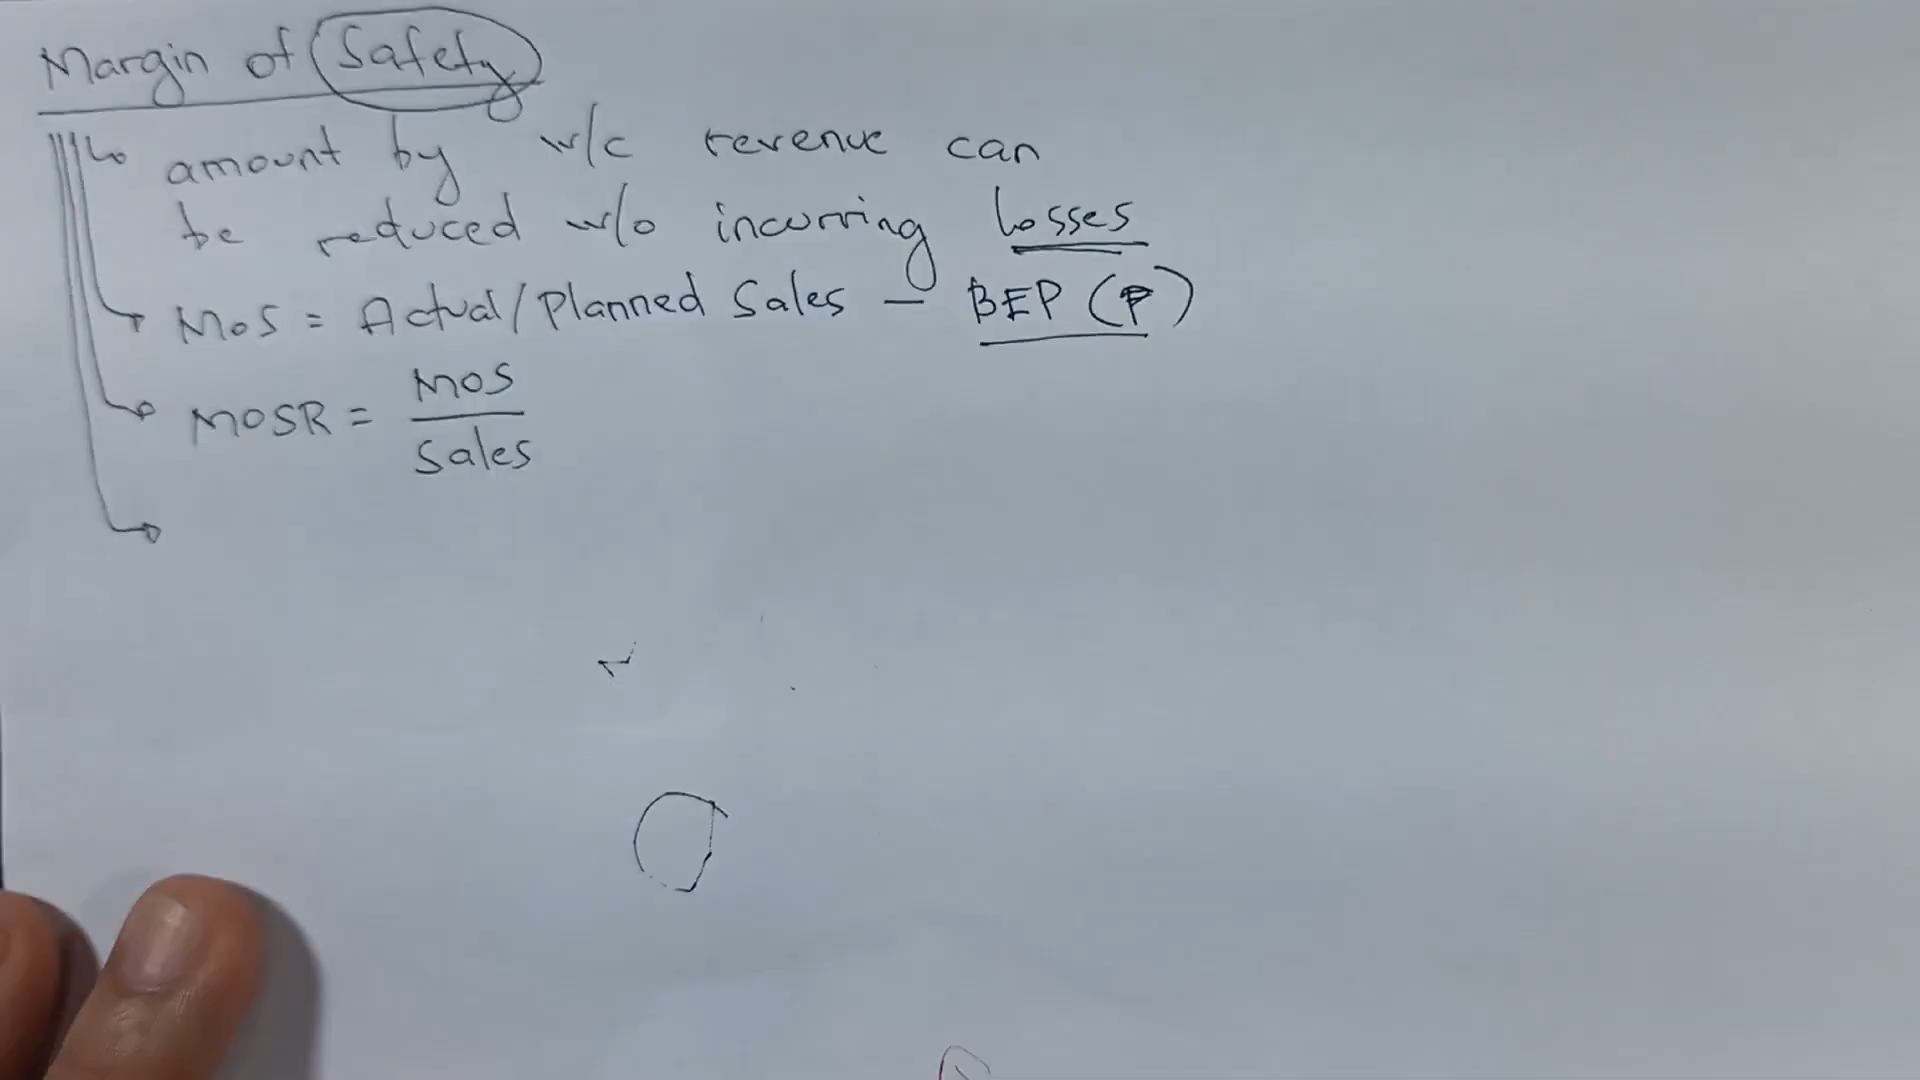 Margin of Safety
amount by w/c revenue can
be reduced w/o incurring losses
MoS = Actual/Planned Sales - BEP (₱)
MOSR = MOS
Sales